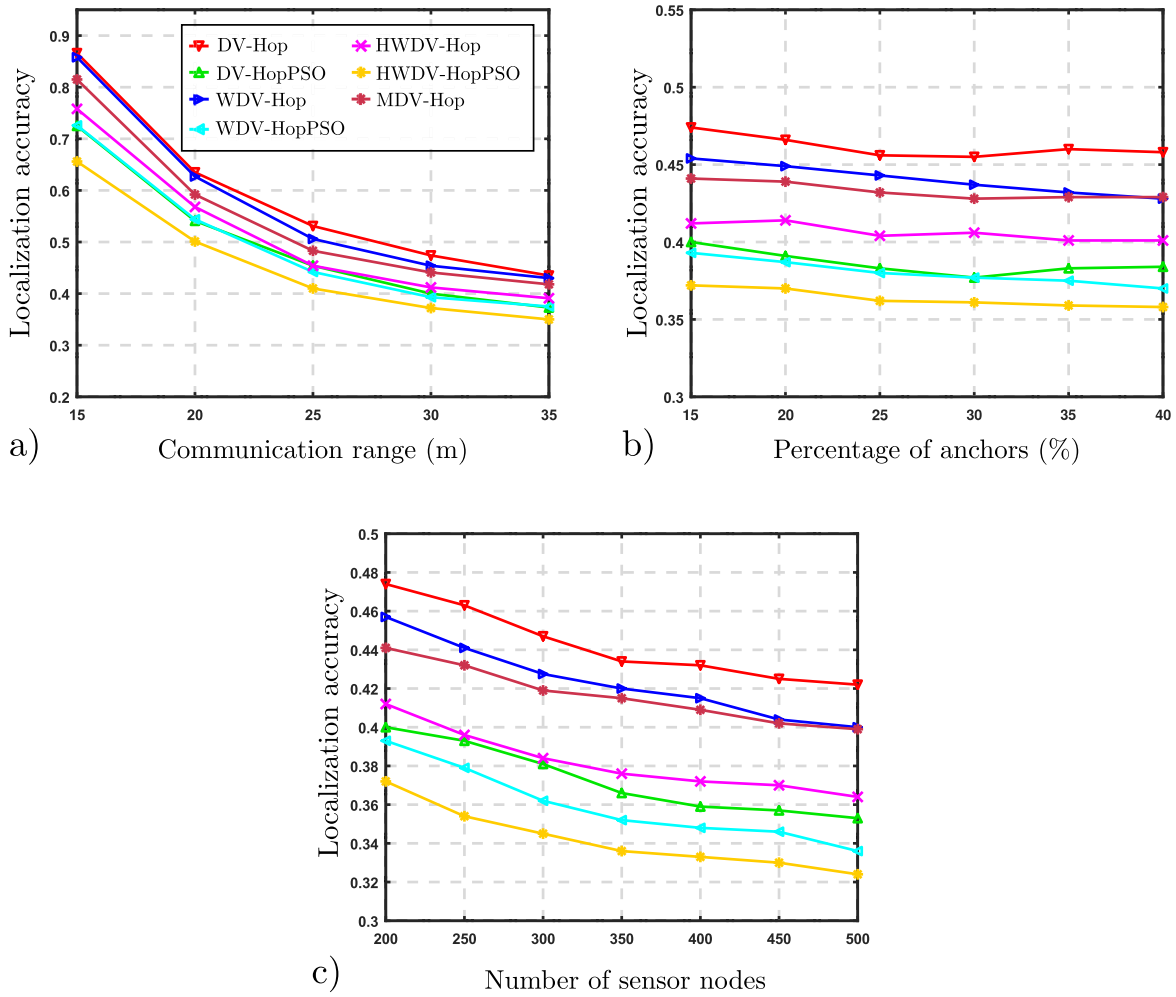 0.9
0.8
0.7
0.6
0.5
0.4
0.3
0.2
Localization accuracy
DV-Hop
DV-HopPSO
WDV-Hop
WDV-HopPSO
HWDV-Hop
HWDV-HopPSO
MDV-Hop
15 20 25 30 35
a) Communication range (m)
0.55
0.5
0.45
0.4
0.35
0.3
Localization accuracy
15 20 25 30 35 40
b) Percentage of anchors (%)
0.5
0.48
0.46
0.44
0.42
0.4
0.38
0.36
0.34
0.32
0.3
Localization accuracy
200 250 300 350 400 450 500
c) Number of sensor nodes